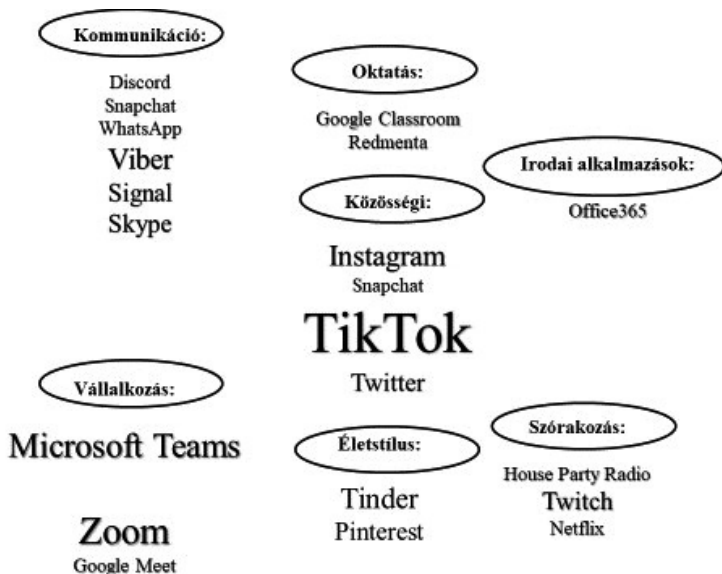 Kommunikáció:
Discord
Snapchat
WhatsApp
Viber
Signal
Skype
Oktatás:
Google Classroom
Redmenta
Irodai alkalmazások:
Office365
Közösségi:
Instagram
Snapchat
TikTok
Twitter
Vállalkozás:
Microsoft Teams
Zoom
Google Meet
Életstílus:
Tinder
Pinterest
Szórakozás:
House Party Radio
Twitch
Netflix